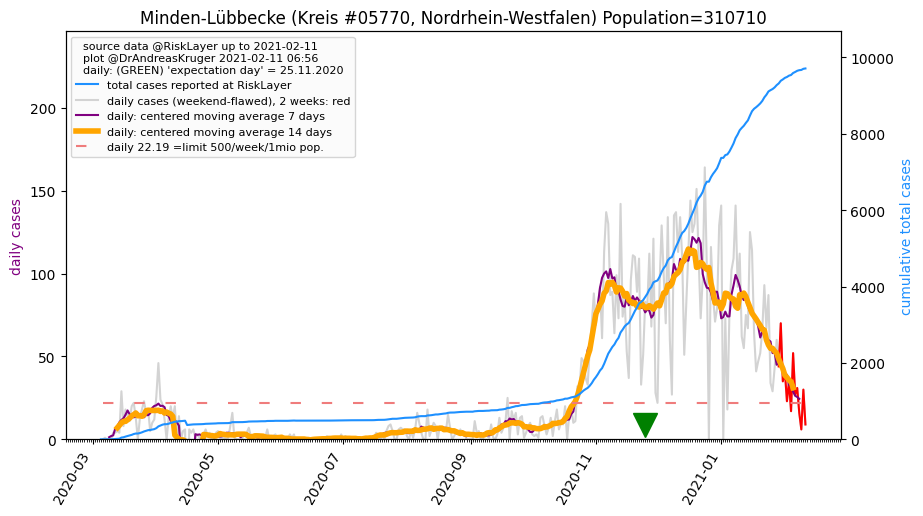 Minden-Lübbecke (Kreis #05770, Nordrhein-Westfalen) Population=310710
source data @RiskLayer up to 2021-02-11
plot @DrAndreasKruger 2021-02-11 06:56
daily: (GREEN) 'expectation day' = 25.11.2020
total cases reported at RiskLayer
daily cases (weekend-flawed), 2 weeks: red
daily: centered moving average 7 days
daily: centered moving average 14 days
daily 22.19 =limit 500/week/1mio pop.
daily cases
200
150
100
50
0
cumulative total cases
10000
8000
6000
4000
2000
0
2020-03
2020-05
2020-07
2020-09
2020-11
2021-01